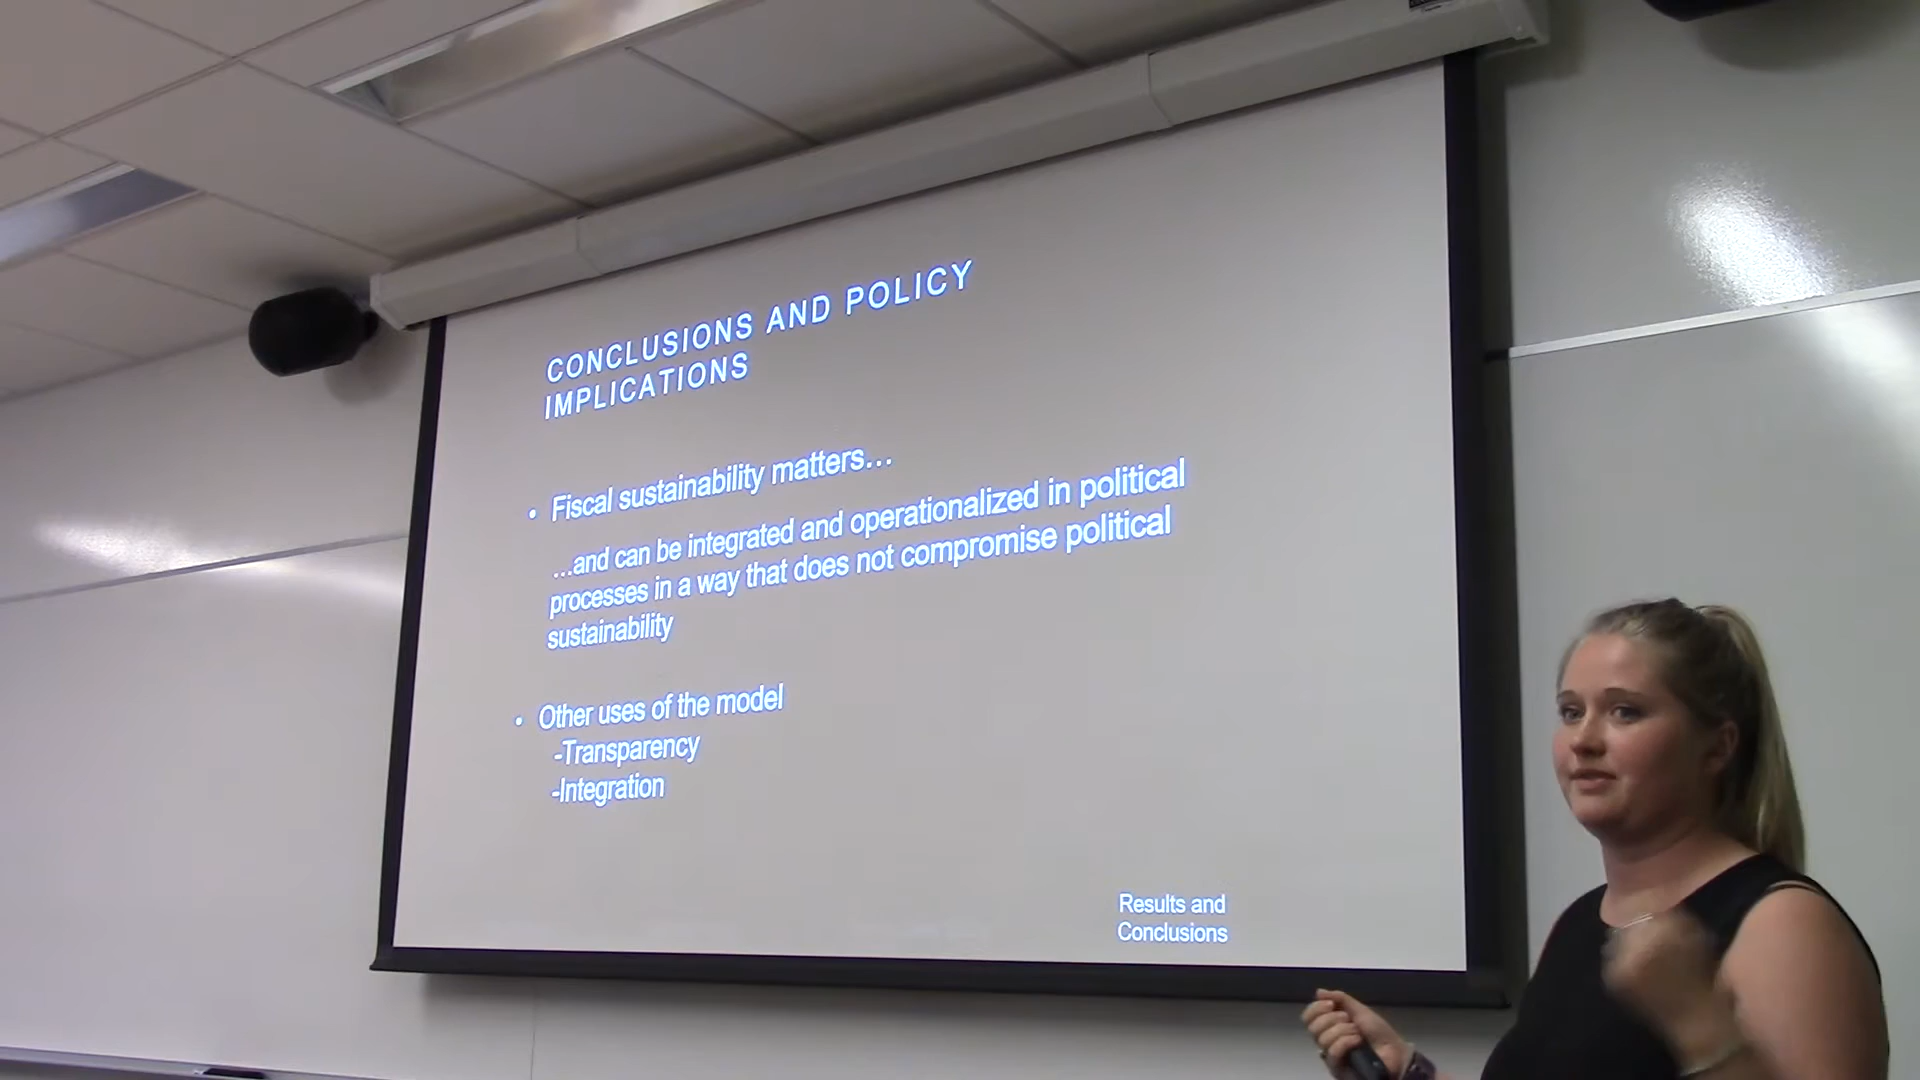 CONCLUSIONS AND POLICY
IMPLICATIONS
• Fiscal sustainability matters…
…and can be integrated and operationalized in political
processes in a way that does not compromise political
sustainability
• Other uses of the model
-Transparency
-Integration
Results and
Conclusions